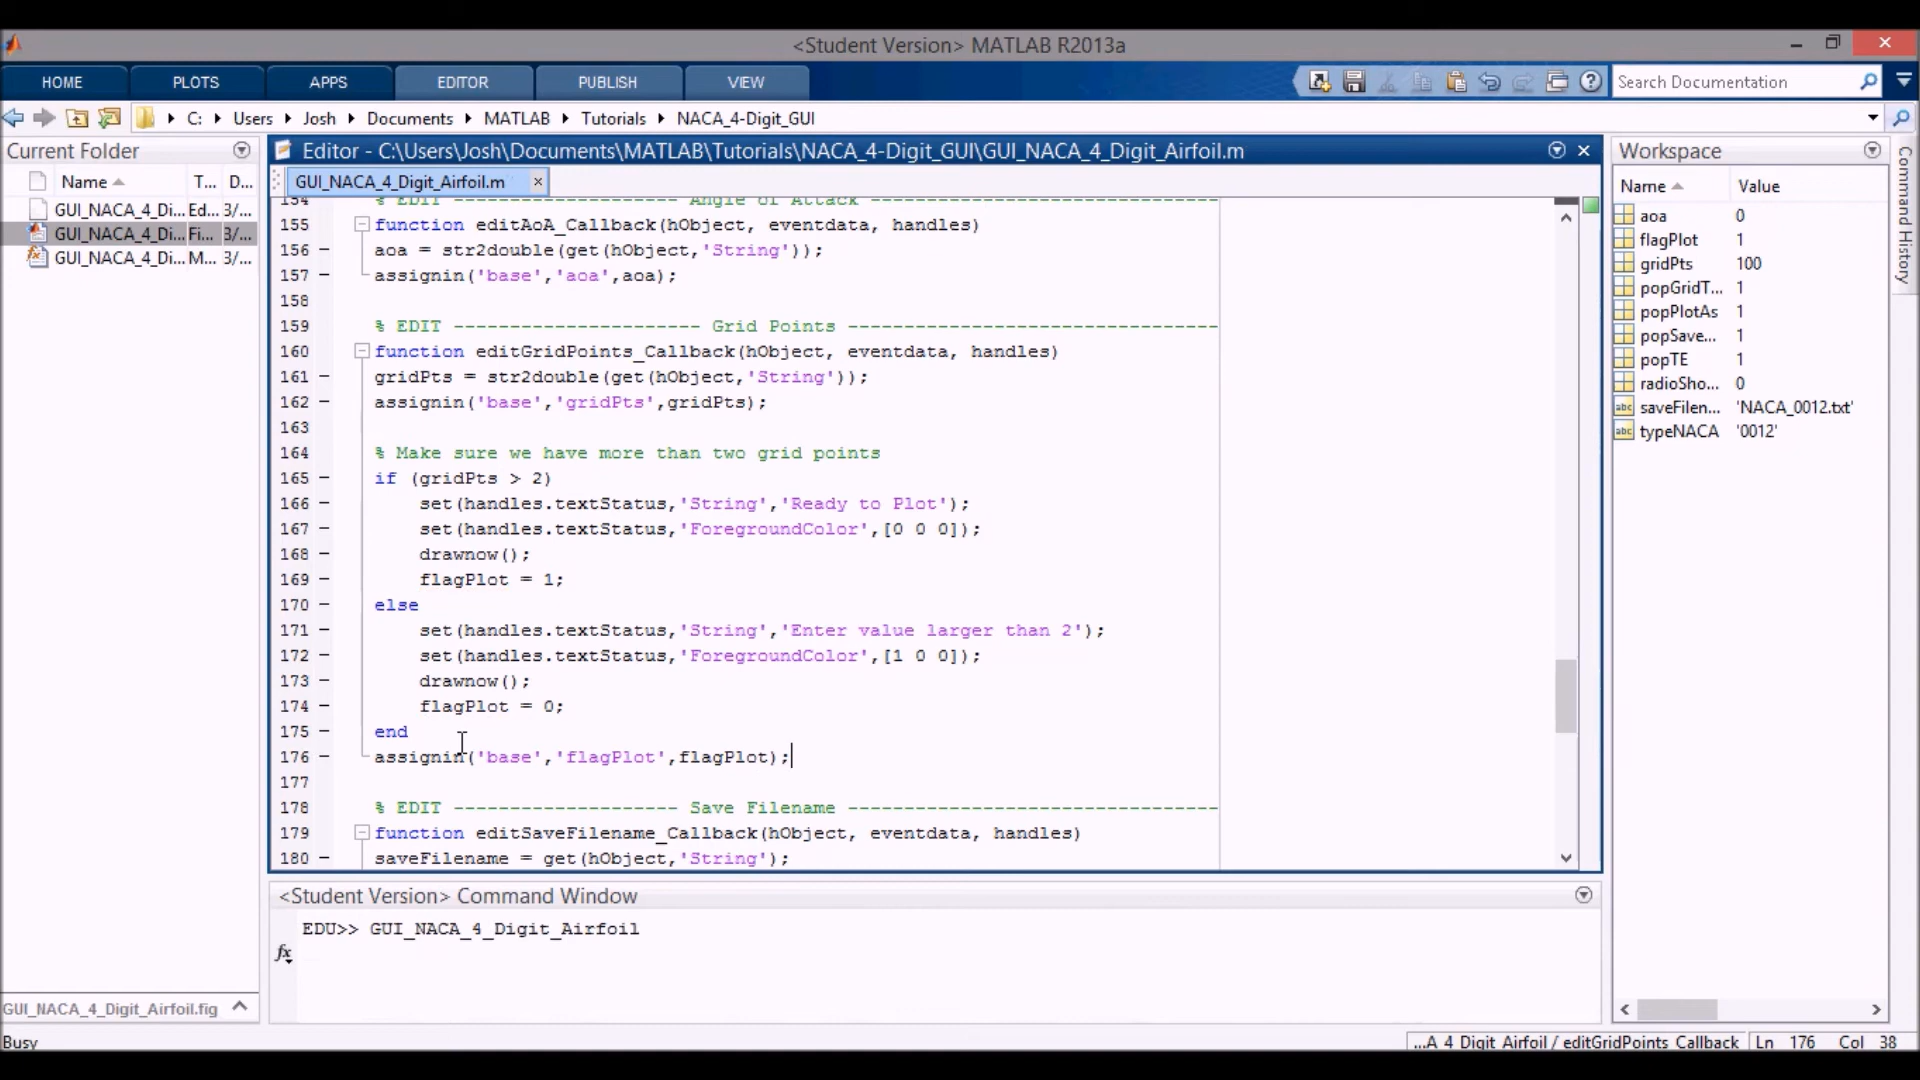 <Student Version> MATLAB R2013a
HOME PLOTS APPS EDITOR PUBLISH VIEW Search Documentation
C: Users Josh Documents MATLAB Tutorials NACA_4-Digit_GUI
Current Folder
Name T... D...
GUI_NACA_4_Di... Ed... 3/...
GUI_NACA_4_Di... Fi... 3/...
GUI_NACA_4_Di... M... 3/...
GUI_NACA_4_Digit_Airfoil.fig
Busy
Editor - C:\Users\Josh\Documents\MATLAB\Tutorials\NACA_4-Digit_GUI\GUI_NACA_4_Digit_Airfoil.m
GUI_NACA_4_Digit_Airfoil.m
154 % EDIT --------------------- Angle of Attack -------------------------------
155 function editAoA_Callback(hObject, eventdata, handles)
156 - aoa = str2double(get(hObject,'String'));
157 - assignin('base','aoa',aoa);
158
159 % EDIT ---------------------- Grid Points ---------------------------------
160 function editGridPoints_Callback(hObject, eventdata, handles)
161 - gridPts = str2double(get(hObject,'String'));
162 - assignin('base','gridPts',gridPts);
163
164 % Make sure we have more than two grid points
165 - if (gridPts > 2)
166 - set(handles.textStatus,'String','Ready to Plot');
167 - set(handles.textStatus,'ForegroundColor',[0 0 0]);
168 - drawnow();
169 - flagPlot = 1;
170 - else
171 - set(handles.textStatus,'String','Enter value larger than 2');
172 - set(handles.textStatus,'ForegroundColor',[1 0 0]);
173 - drawnow();
174 - flagPlot = 0;
175 - end
176 - assignin('base','flagPlot',flagPlot);
177
178 % EDIT -------------------- Save Filename ---------------------------------
179 function editSaveFilename_Callback(hObject, eventdata, handles)
180 - saveFilename = get(hObject,'String');
<Student Version> Command Window
EDU>> GUI_NACA_4_Digit_Airfoil
fx
Workspace
Name Value
aoa 0
flagPlot 1
gridPts 100
popGridT... 1
popPlotAs 1
popSave... 1
popTE 1
radioSho... 0
abc saveFilen... 'NACA_0012.txt'
abc typeNACA '0012'
Command History
...A_4_Digit_Airfoil / editGridPoints_Callback Ln 176 Col 38